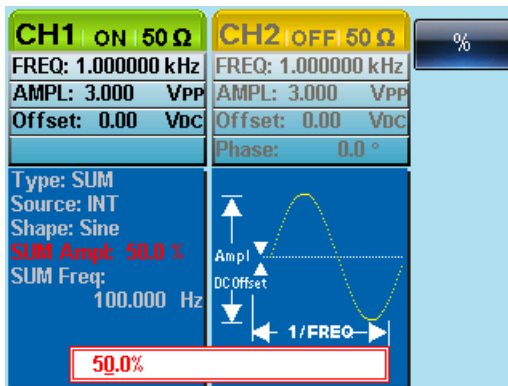 CH1 ON 50 Ω
CH2 OFF 50 Ω
%
FREQ: 1.000000 kHz
FREQ: 1.000000 kHz
AMPL: 3.000 VPP
AMPL: 3.000 VPP
Offset: 0.00 VDC
Offset: 0.00 VDC
Phase: 0.0 °
Type: SUM
Source: INT
Shape: Sine
SUM Ampl: 50.0 %
SUM Freq:
100.000 Hz
Ampl
DC Offset
1/FREQ
50.0%